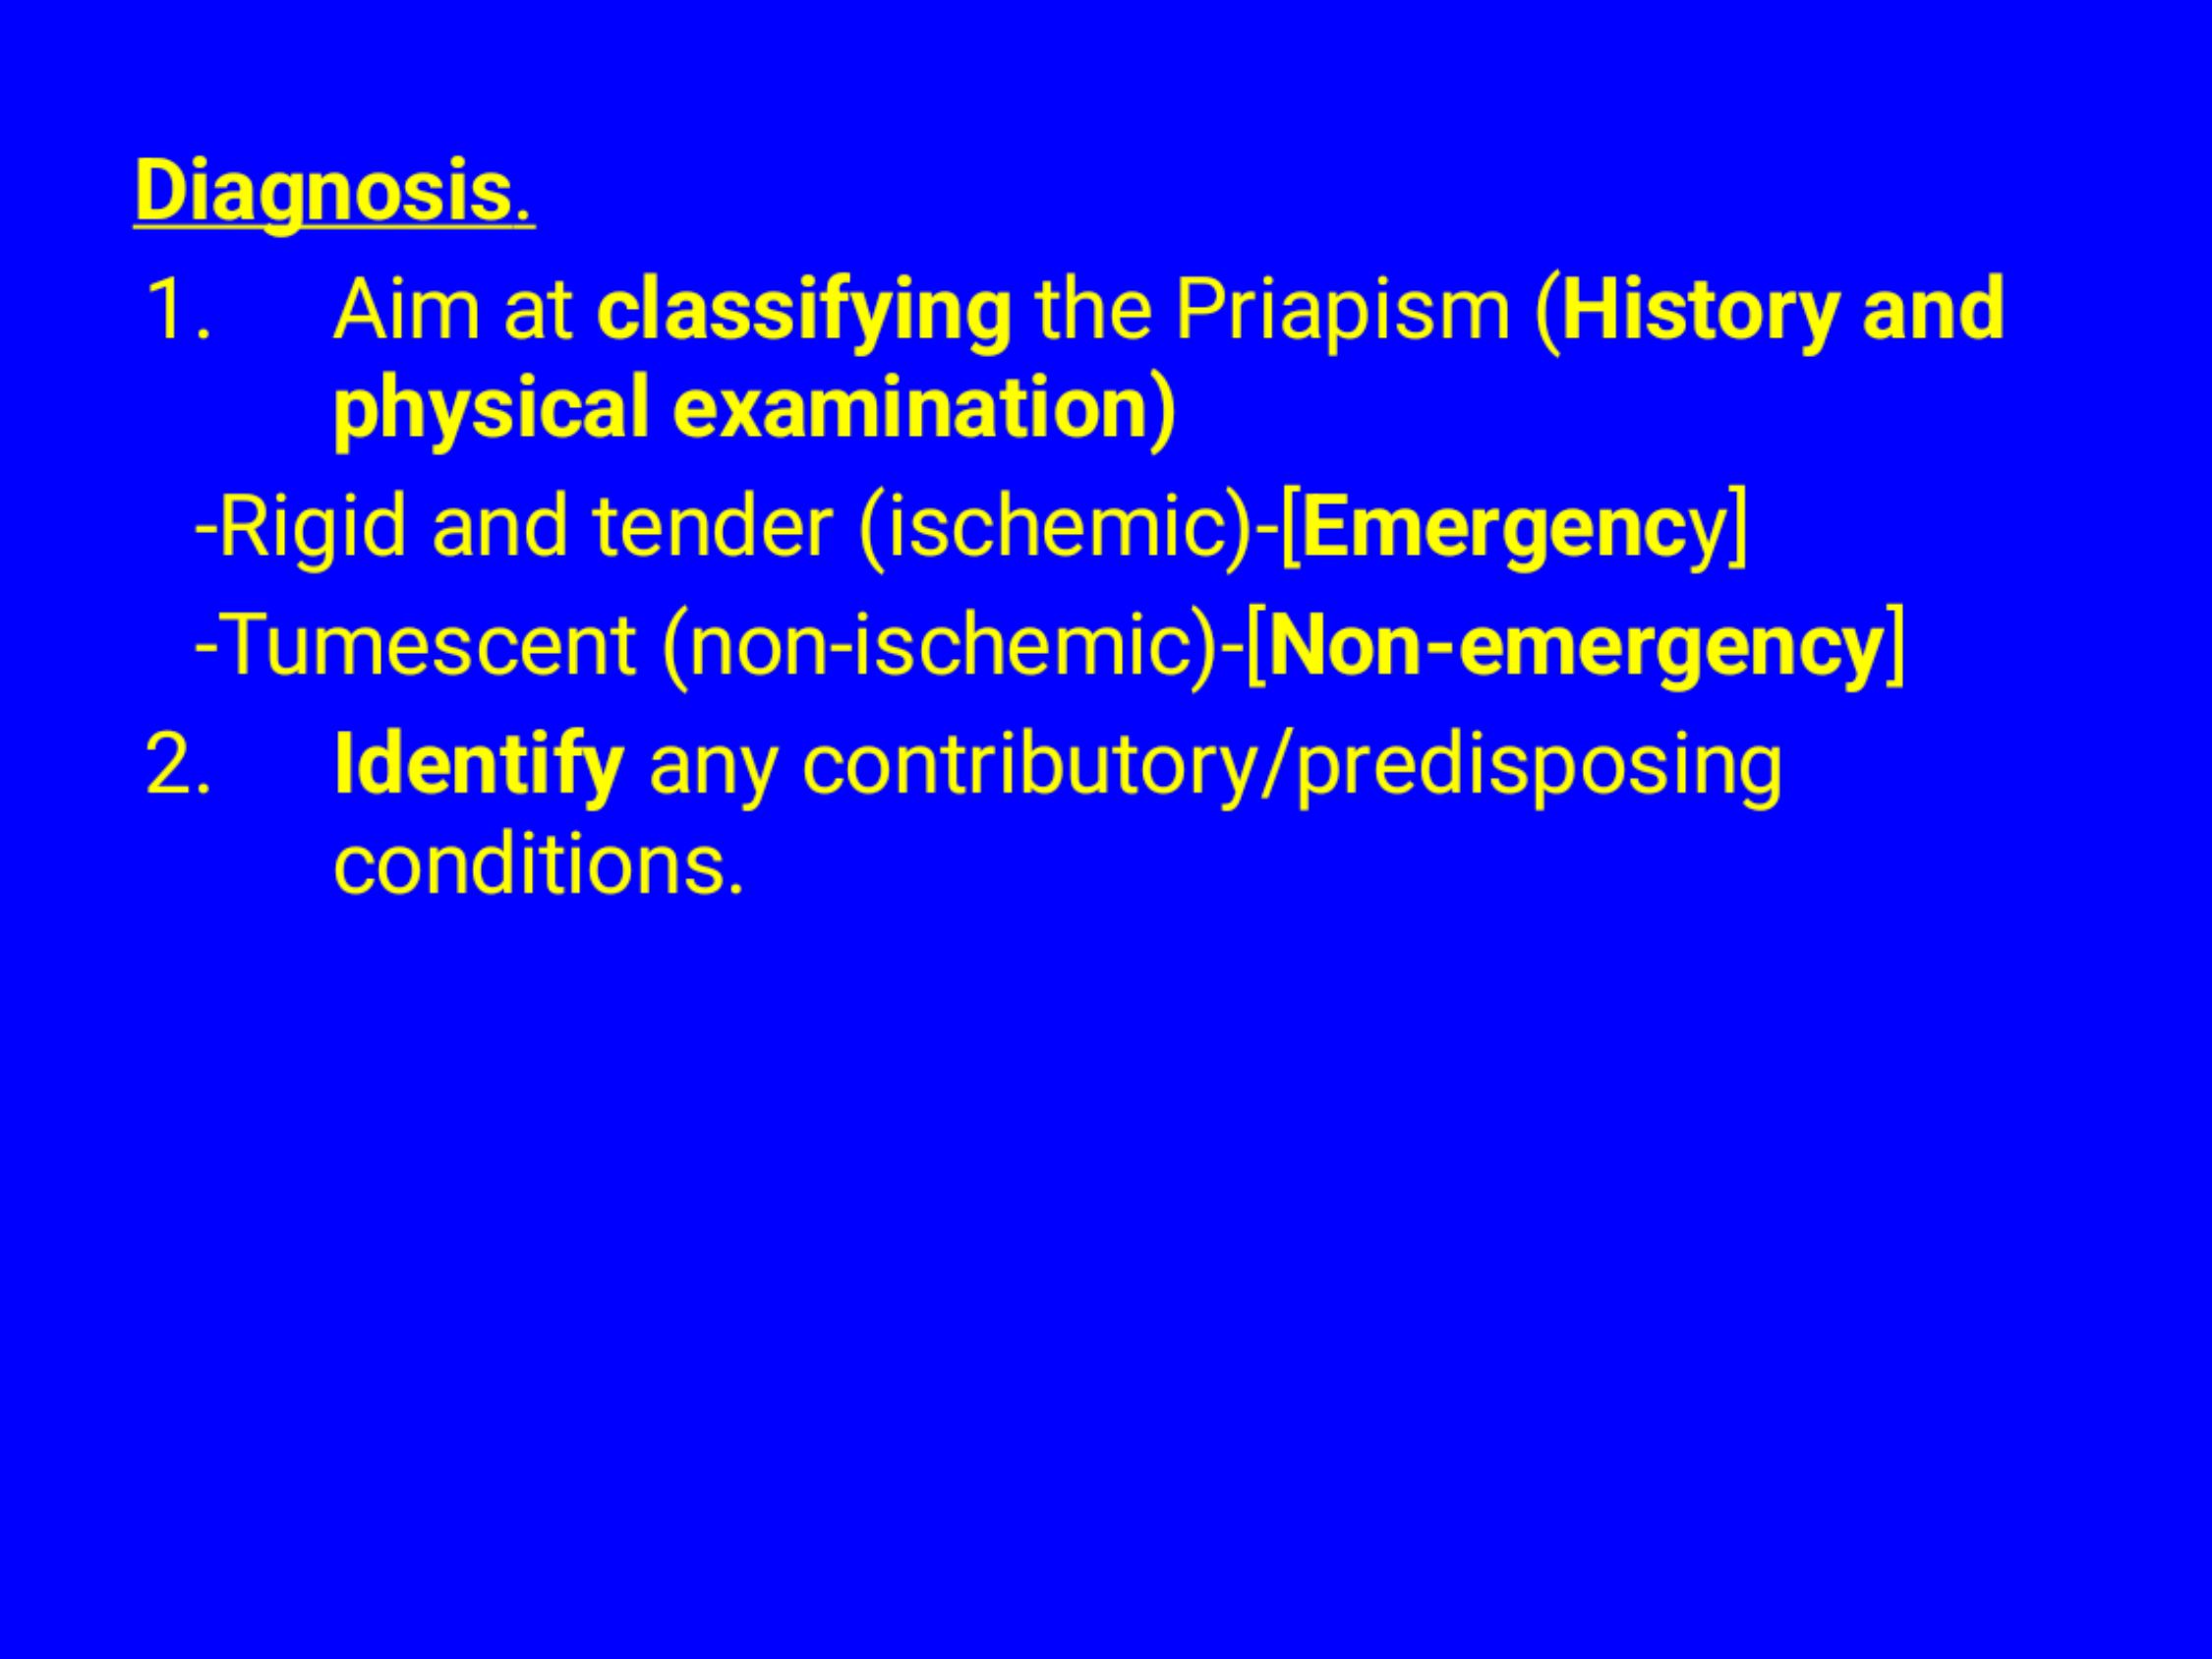 Diagnosis.
1. Aim at classifying the Priapism (History and
physical examination)
-Rigid and tender (ischemic)-[Emergency]
-Tumescent (non-ischemic)-[Non-emergency]
2. Identify any contributory/predisposing
conditions.